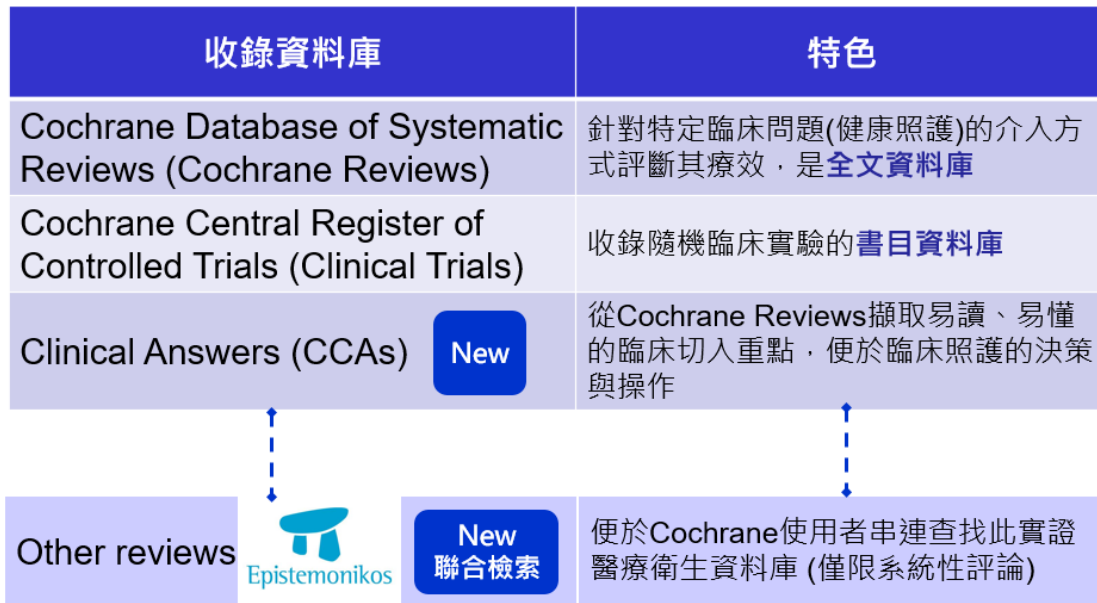 收錄資料庫
特色
Cochrane Database of Systematic
Reviews (Cochrane Reviews)
針對特定臨床問題(健康照護)的介入方
式評斷其療效，是全文資料庫
Cochrane Central Register of
Controlled Trials (Clinical Trials)
收錄隨機臨床實驗的書目資料庫
Clinical Answers (CCAs)
New
從Cochrane Reviews擷取易讀、易懂
的臨床切入重點，便於臨床照護的決策
與操作
Other reviews
Epistemonikos
New
聯合檢索
便於Cochrane使用者串連查找此實證
醫療衛生資料庫 (僅限系統性評論)